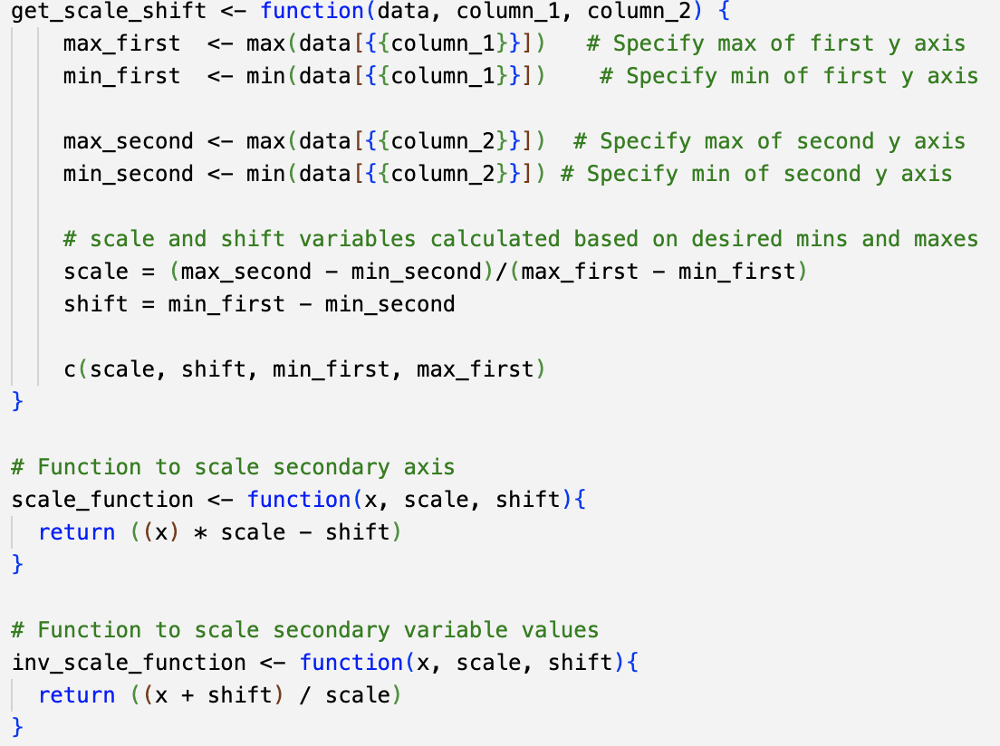 get_scale_shift <- function(data, column_1, column_2) {
    max_first  <- max(data[{{column_1}}])   # Specify max of first y axis
    min_first  <- min(data[{{column_1}}])    # Specify min of first y axis

    max_second <- max(data[{{column_2}}])  # Specify max of second y axis
    min_second <- min(data[{{column_2}}]) # Specify min of second y axis

    # scale and shift variables calculated based on desired mins and maxes
    scale = (max_second - min_second)/(max_first - min_first)
    shift = min_first - min_second

    c(scale, shift, min_first, max_first)
}

# Function to scale secondary axis
scale_function <- function(x, scale, shift){
  return ((x) * scale - shift)
}

# Function to scale secondary variable values
inv_scale_function <- function(x, scale, shift){
  return ((x + shift) / scale)
}